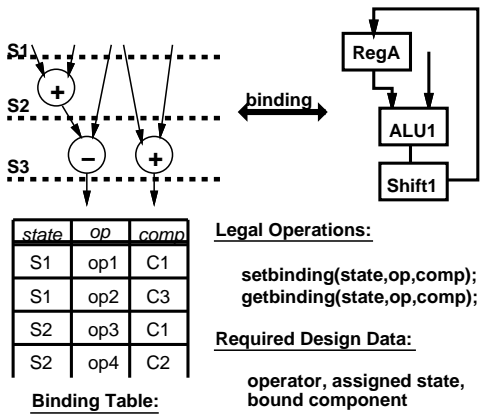 S1
+
S2
−
+
S3
binding
RegA
ALU1
Shift1
state op comp
S1 op1 C1
S1 op2 C3
S2 op3 C1
S2 op4 C2
Binding Table:
Legal Operations:
setbinding(state,op,comp);
getbinding(state,op,comp);
Required Design Data:
operator, assigned state,
bound component